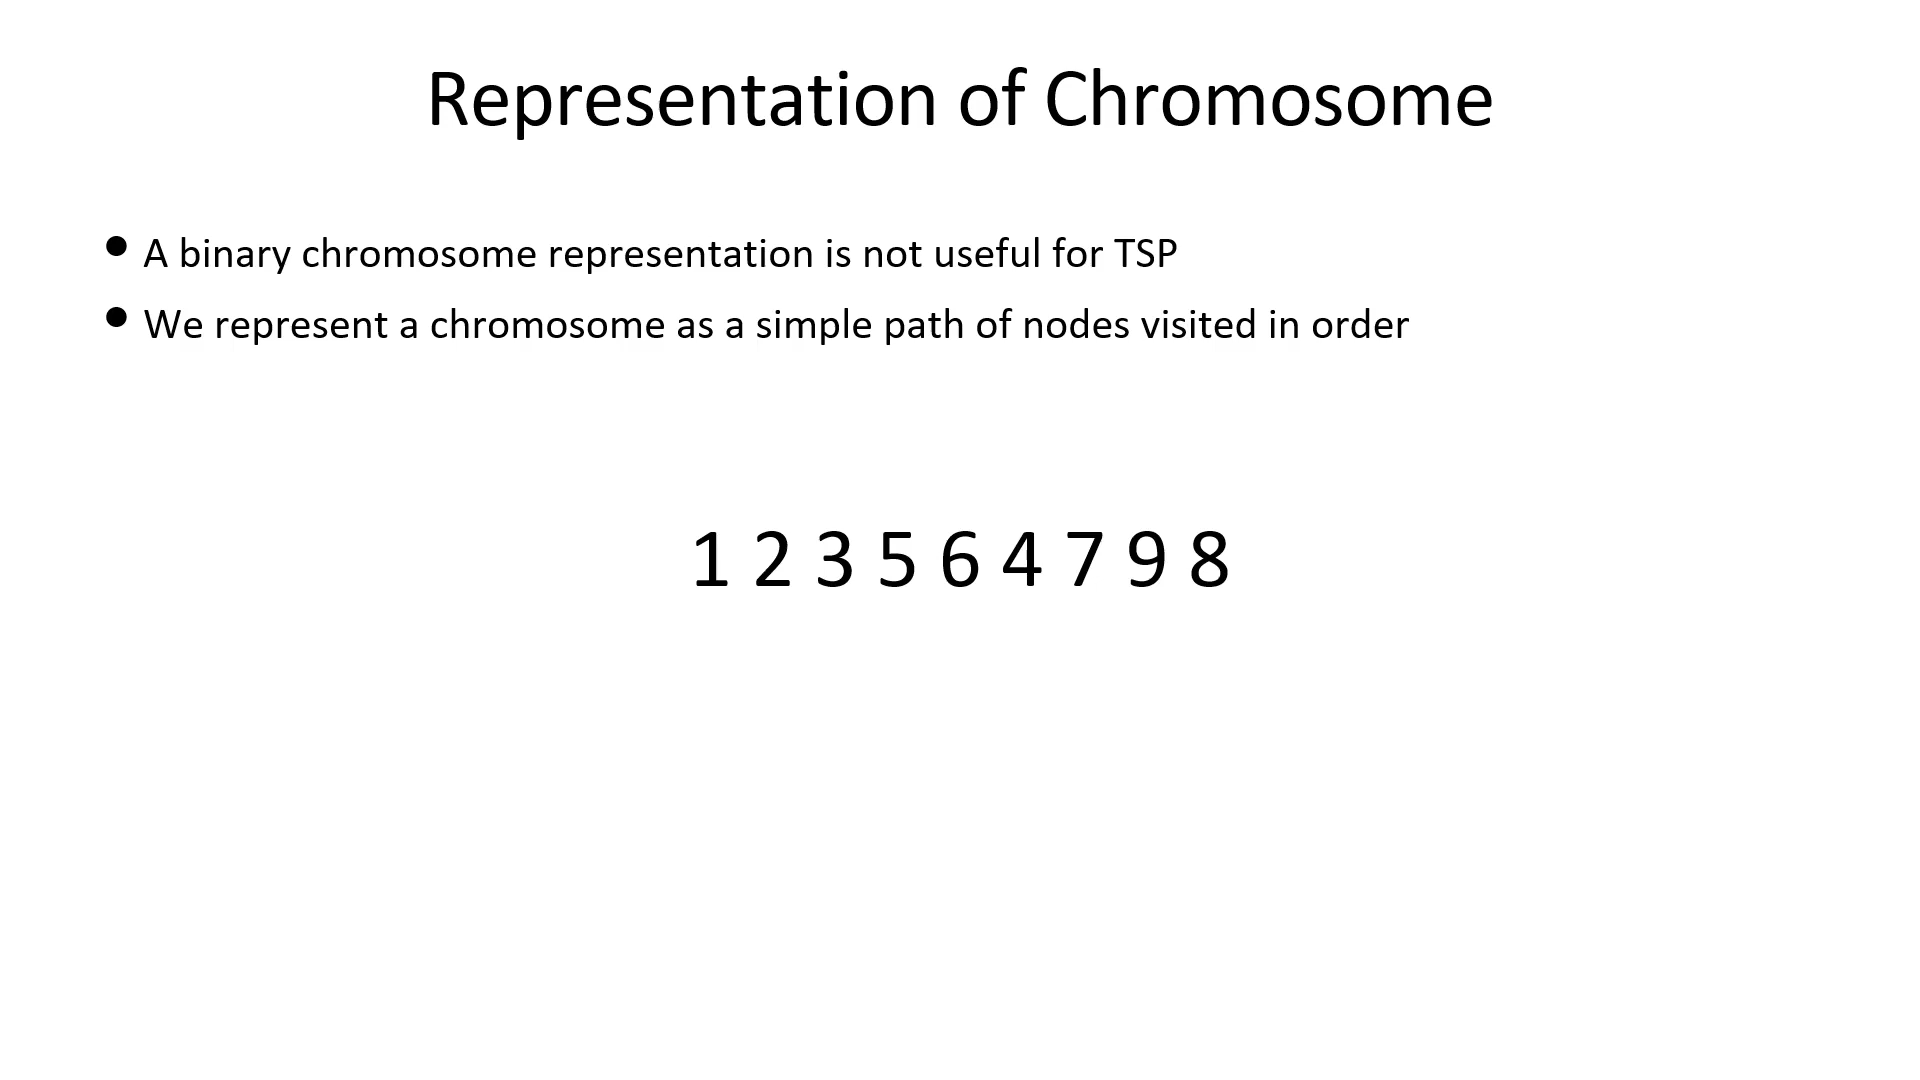 Representation of Chromosome
• A binary chromosome representation is not useful for TSP
• We represent a chromosome as a simple path of nodes visited in order
1 2 3 5 6 4 7 9 8